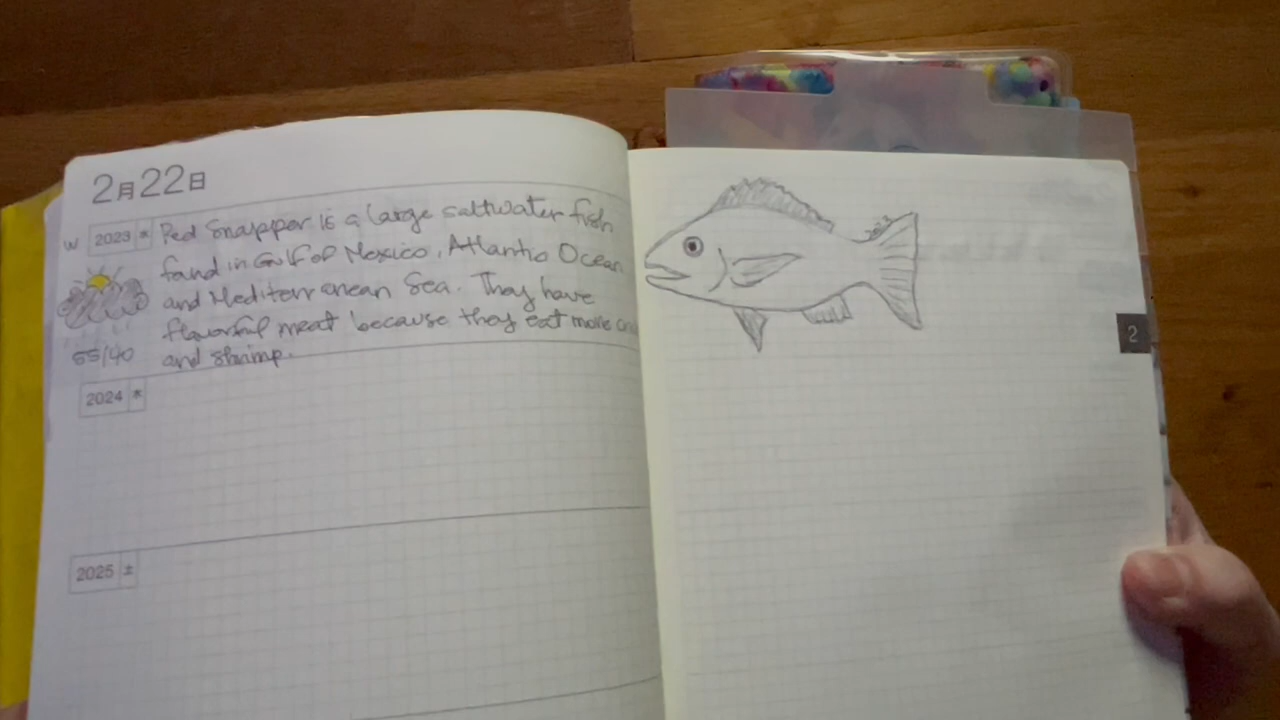 2月22日
W 2023 水 Red Snapper is a large saltwater fish
found in Gulf of Mexico, Atlantic Ocean
and Mediterranean Sea. They have
flavorful meat because they eat more
55/40 and shrimp.
2024 木
2025 土
2